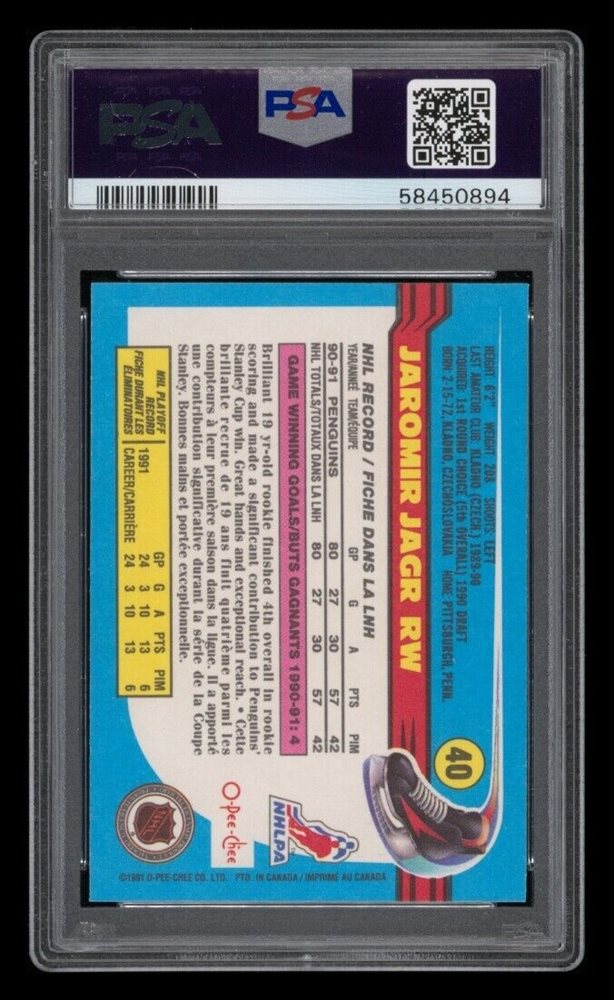 PSA
PSA
58450894
HEIGHT 6'2" WEIGHT 208 SHOOTS LEFT
LAST AMATEUR CLUB: KLADNO (CZECH.) 1989-90
ACQUIRED: 1st ROUND CHOICE (5th OVERALL) 1990 DRAFT
BORN 2-15-72, KLADNO, CZECHOSLOVAKIA HOME: PITTSBURGH, PENN.
JAROMIR JAGR RW
40
NHL RECORD / FICHE DANS LA LNH
YEAR/ANNÉE TEAM/ÉQUIPE GP G A PTS PIM
90-91 PENGUINS 80 27 30 57 42
NHL TOTALS/TOTAUX DANS LA LNH 80 27 30 57 42
GAME WINNING GOALS/BUTS GAGNANTS 1990-91: 4
Brilliant 19 yr-old rookie finished 4th overall in rookie
scoring and made a significant contribution to Penguins'
Stanley Cup win. Great hands and exceptional reach. • Cette
brillante recrue de 19 ans finit quatrième parmi les
compteurs à leur première saison dans la ligue. Il a apporté
une contribution significative durant la série de la Coupe
Stanley. Bonnes mains et portée exceptionnelle.
NHL PLAYOFF
RECORD
FICHE DURANT LES
ÉLIMINATOIRES
GP G A PTS PIM
1991 24 3 10 13 6
CAREER/CARRIÈRE 24 3 10 13 6
NHLPA
O-Pee-Chee
NHL
©1991 O-PEE-CHEE CO. LTD. PTD. IN CANADA / IMPRIMÉ AU CANADA
PSA